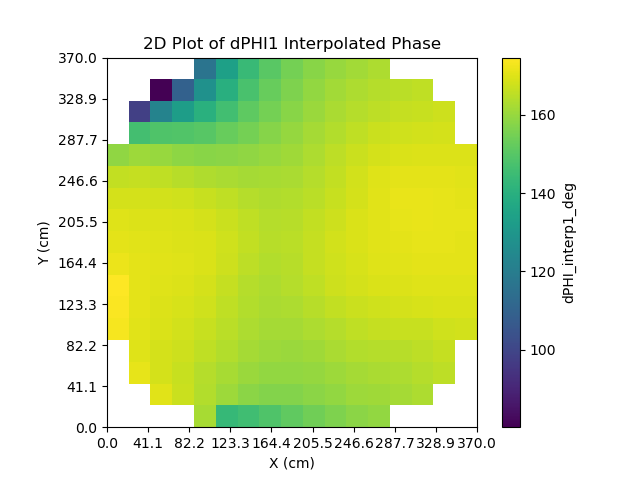 2D Plot of dPHI1 Interpolated Phase
370.0
328.9
287.7
246.6
205.5
164.4
123.3
82.2
41.1
0.0
Y (cm)
0.0 41.1 82.2 123.3 164.4 205.5 246.6 287.7 328.9 370.0
X (cm)
160
140
120
100
dPHI_interp1_deg